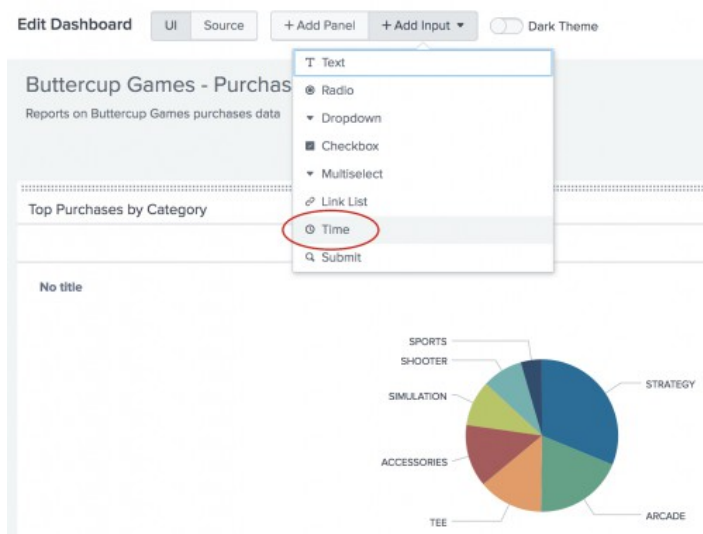 Edit Dashboard UI Source + Add Panel + Add Input Dark Theme
T Text
Buttercup Games - Purchas
Radio
Reports on Buttercup Games purchases data
Dropdown
Checkbox
Multiselect
Link List
Top Purchases by Category
Time
Submit
No title
SPORTS
SHOOTER
STRATEGY
SIMULATION
ACCESSORIES
ARCADE
TEE